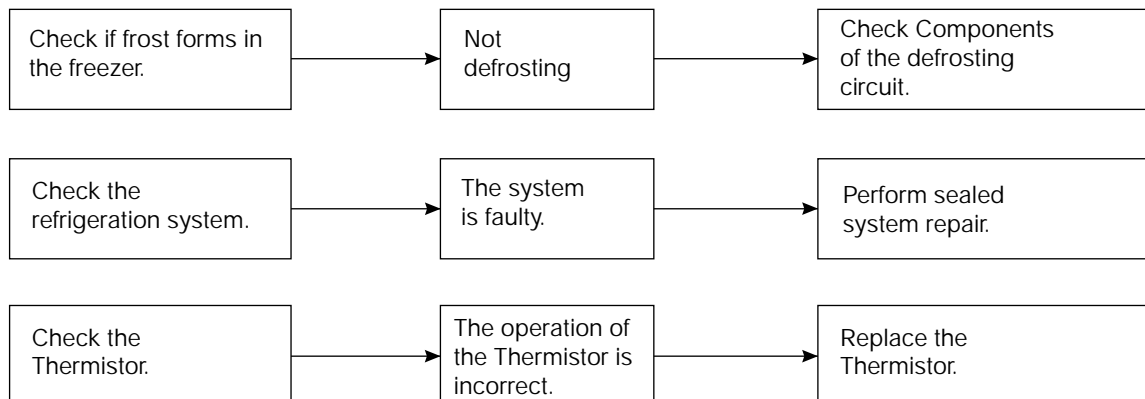 Check if frost forms in
the freezer.
Not
defrosting
Check Components
of the defrosting
circuit.
Check the
refrigeration system.
The system
is faulty.
Perform sealed
system repair.
Check the
Thermistor.
The operation of
the Thermistor is
incorrect.
Replace the
Thermistor.